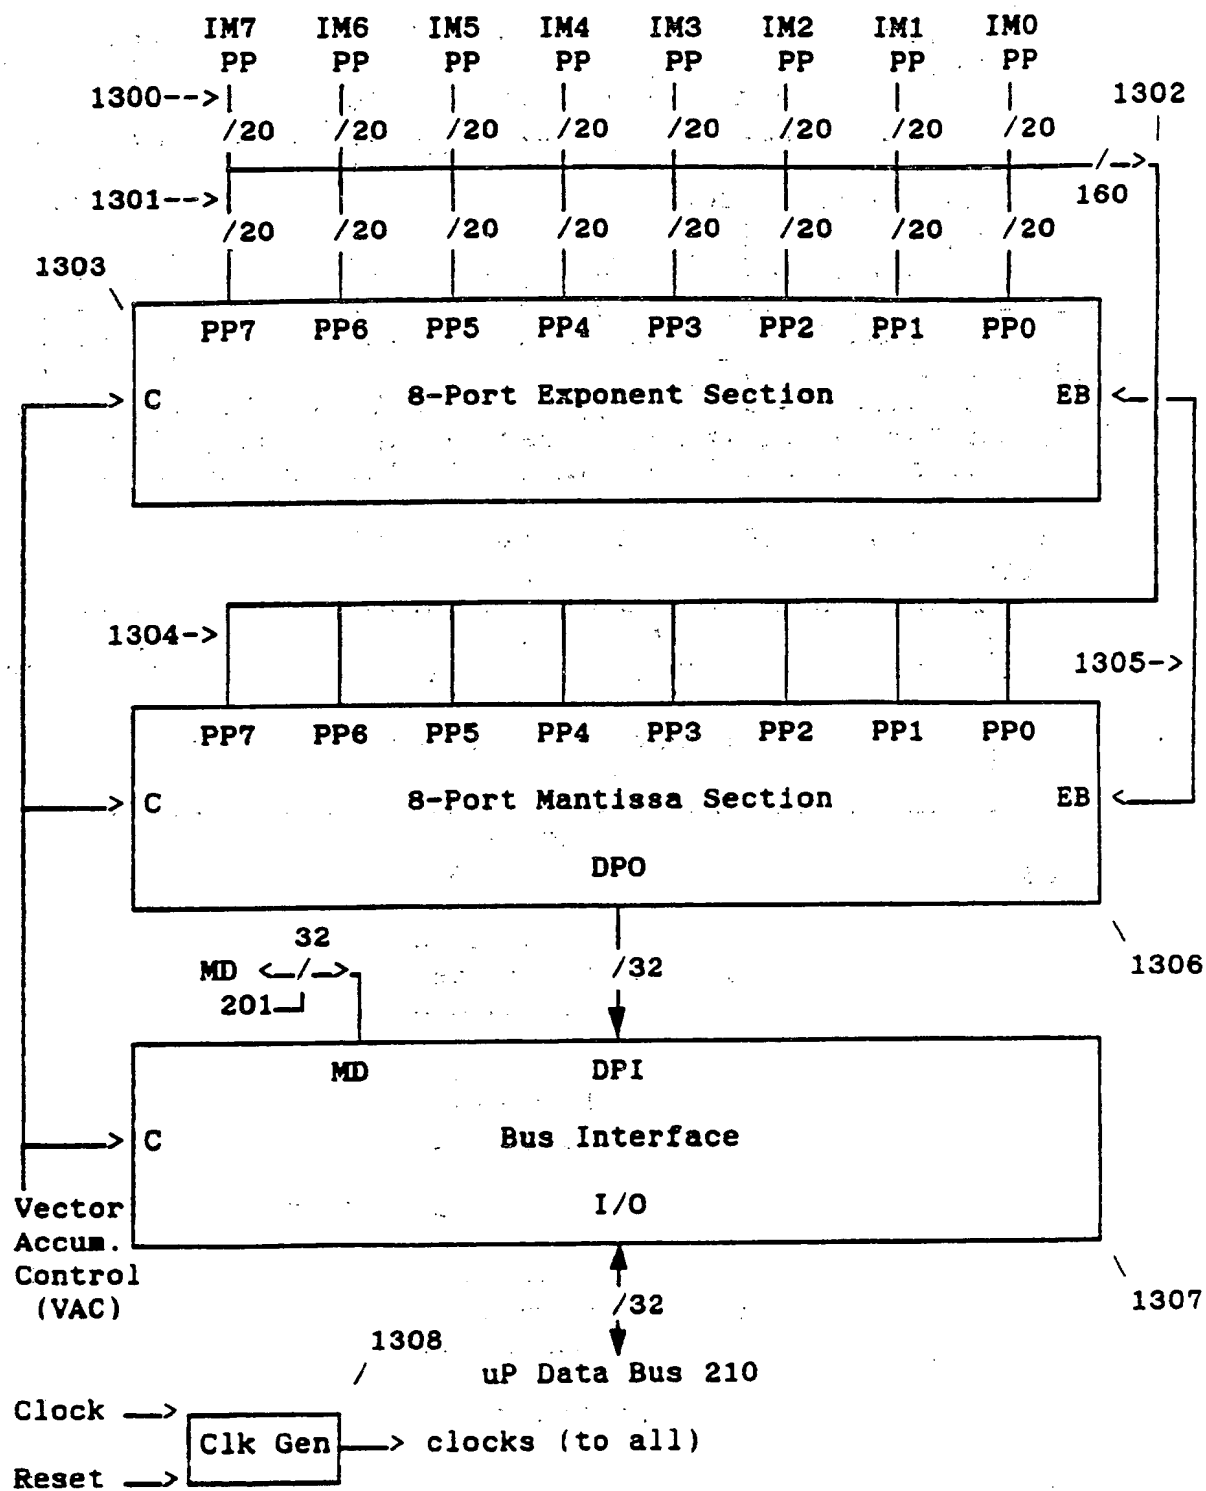 IM7 IM6 IM5 IM4 IM3 IM2 IM1 IM0
PP PP PP PP PP PP PP PP
1300--> 1302
/20 /20 /20 /20 /20 /20 /20 /20
/-->
1301--> 160
/20 /20 /20 /20 /20 /20 /20 /20
1303
PP7 PP6 PP5 PP4 PP3 PP2 PP1 PP0
C 8-Port Exponent Section EB
1304->
1305->
PP7 PP6 PP5 PP4 PP3 PP2 PP1 PP0
C 8-Port Mantissa Section EB
DPO
32
MD <-/-> /32 1306
201
MD DPI
C Bus Interface
Vector I/O
Accum.
Control
(VAC) /32 1307
1308
uP Data Bus 210
Clock —>
Clk Gen —> clocks (to all)
Reset —>